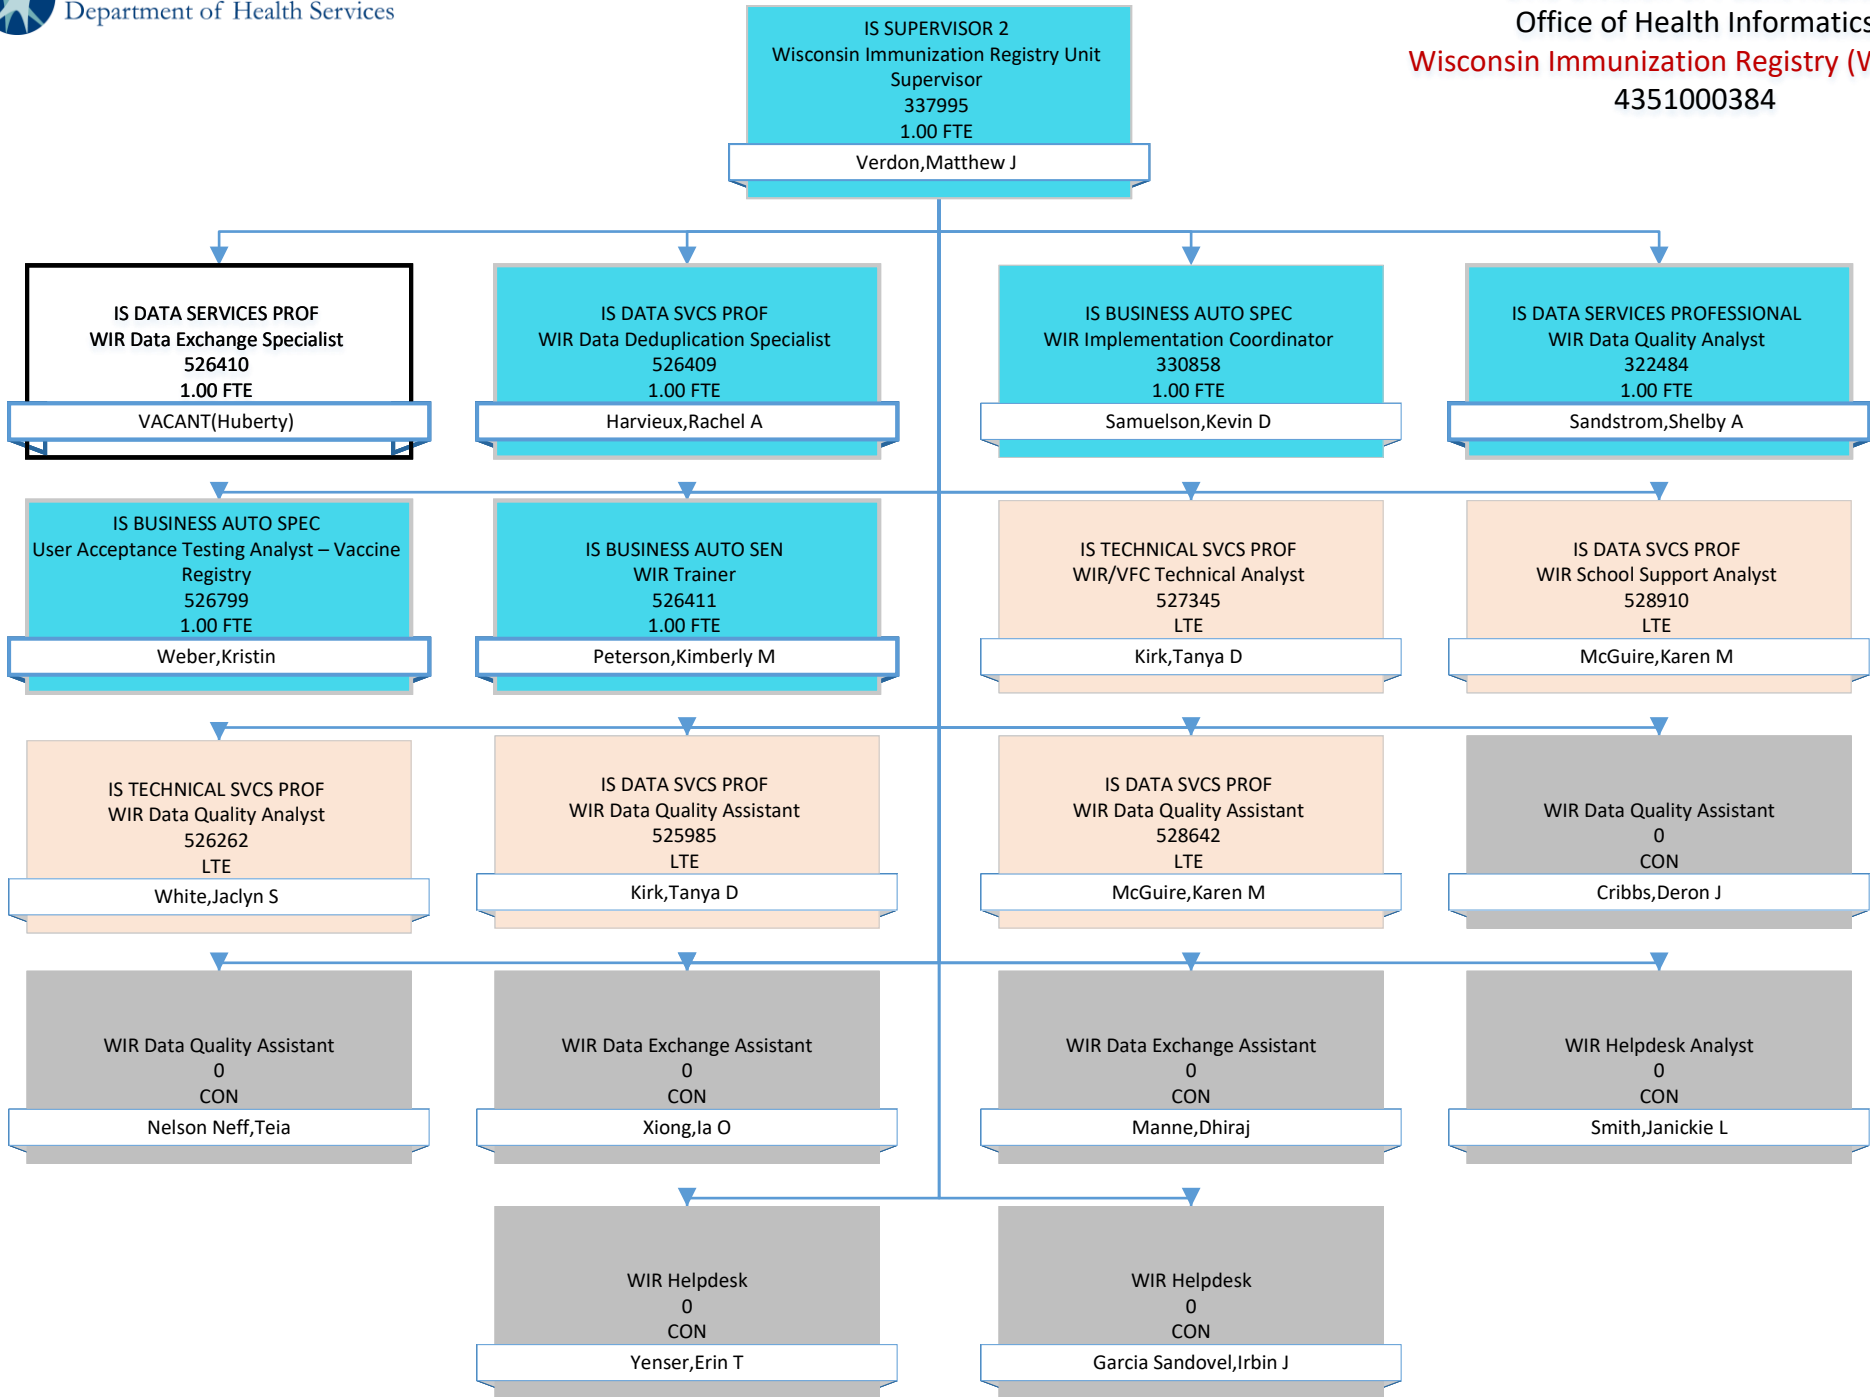 Department of Health Services
Office of Health Informatics
Wisconsin Immunization Registry (W
4351000384
IS SUPERVISOR 2
Wisconsin Immunization Registry Unit
Supervisor
337995
1.00 FTE
Verdon,Matthew J
IS DATA SERVICES PROF
WIR Data Exchange Specialist
526410
1.00 FTE
VACANT(Huberty)
IS DATA SVCS PROF
WIR Data Deduplication Specialist
526409
1.00 FTE
Harvieux,Rachel A
IS BUSINESS AUTO SPEC
WIR Implementation Coordinator
330858
1.00 FTE
Samuelson,Kevin D
IS DATA SERVICES PROFESSIONAL
WIR Data Quality Analyst
322484
1.00 FTE
Sandstrom,Shelby A
IS BUSINESS AUTO SPEC
User Acceptance Testing Analyst – Vaccine
Registry
526799
1.00 FTE
Weber,Kristin
IS BUSINESS AUTO SEN
WIR Trainer
526411
1.00 FTE
Peterson,Kimberly M
IS TECHNICAL SVCS PROF
WIR/VFC Technical Analyst
527345
LTE
Kirk,Tanya D
IS DATA SVCS PROF
WIR School Support Analyst
528910
LTE
McGuire,Karen M
IS TECHNICAL SVCS PROF
WIR Data Quality Analyst
526262
LTE
White,Jaclyn S
IS DATA SVCS PROF
WIR Data Quality Assistant
525985
LTE
Kirk,Tanya D
IS DATA SVCS PROF
WIR Data Quality Assistant
528642
LTE
McGuire,Karen M
WIR Data Quality Assistant
0
CON
Cribbs,Deron J
WIR Data Quality Assistant
0
CON
Nelson Neff,Teia
WIR Data Exchange Assistant
0
CON
Xiong,Ia O
WIR Data Exchange Assistant
0
CON
Manne,Dhiraj
WIR Helpdesk Analyst
0
CON
Smith,Janickie L
WIR Helpdesk
0
CON
Yenser,Erin T
WIR Helpdesk
0
CON
Garcia Sandovel,Irbin J